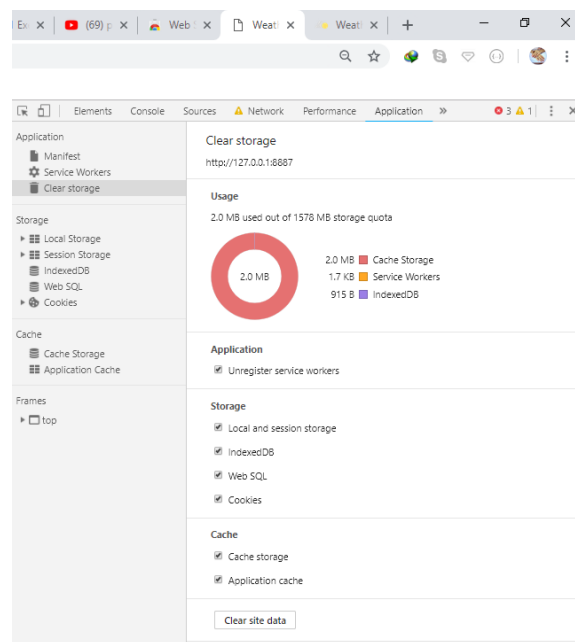 Ex
(69) p
Web
Weat
Weat
Elements Console Sources Network Performance Application » 3 1
Application
Manifest
Service Workers
Clear storage
Storage
Local Storage
Session Storage
IndexedDB
Web SQL
Cookies
Cache
Cache Storage
Application Cache
Frames
top
Clear storage
http://127.0.0.1:8887
Usage
2.0 MB used out of 1578 MB storage quota
2.0 MB
2.0 MB Cache Storage
1.7 KB Service Workers
915 B IndexedDB
Application
Unregister service workers
Storage
Local and session storage
IndexedDB
Web SQL
Cookies
Cache
Cache storage
Application cache
Clear site data